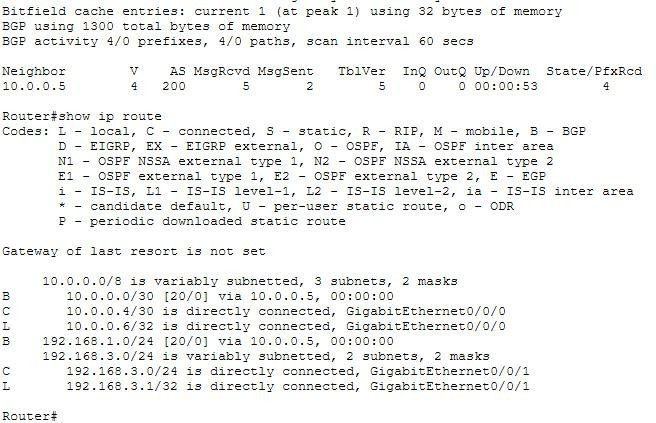 Bitfield cache entries: current 1 (at peak 1) using 32 bytes of memory
BGP using 1300 total bytes of memory
BGP activity 4/0 prefixes, 4/0 paths, scan interval 60 secs
Neighbor V AS MsgRcvd MsgSent TblVer InQ OutQ Up/Down State/PfxRcd
10.0.0.5 4 200 5 2 5 0 0 00:00:53 4
Router#show ip route
Codes: L - local, C - connected, S - static, R - RIP, M - mobile, B - BGP
D - EIGRP, EX - EIGRP external, O - OSPF, IA - OSPF inter area
N1 - OSPF NSSA external type 1, N2 - OSPF NSSA external type 2
E1 - OSPF external type 1, E2 - OSPF external type 2, E - EGP
i - IS-IS, L1 - IS-IS level-1, L2 - IS-IS level-2, ia - IS-IS inter area
* - candidate default, U - per-user static route, o - ODR
P - periodic downloaded static route
Gateway of last resort is not set
10.0.0.0/8 is variably subnetted, 3 subnets, 2 masks
B 10.0.0.0/30 [20/0] via 10.0.0.5, 00:00:00
C 10.0.0.4/30 is directly connected, GigabitEthernet0/0/0
L 10.0.0.6/32 is directly connected, GigabitEthernet0/0/0
B 192.168.1.0/24 [20/0] via 10.0.0.5, 00:00:00
192.168.3.0/24 is variably subnetted, 2 subnets, 2 masks
C 192.168.3.0/24 is directly connected, GigabitEthernet0/0/1
L 192.168.3.1/32 is directly connected, GigabitEthernet0/0/1
Router#